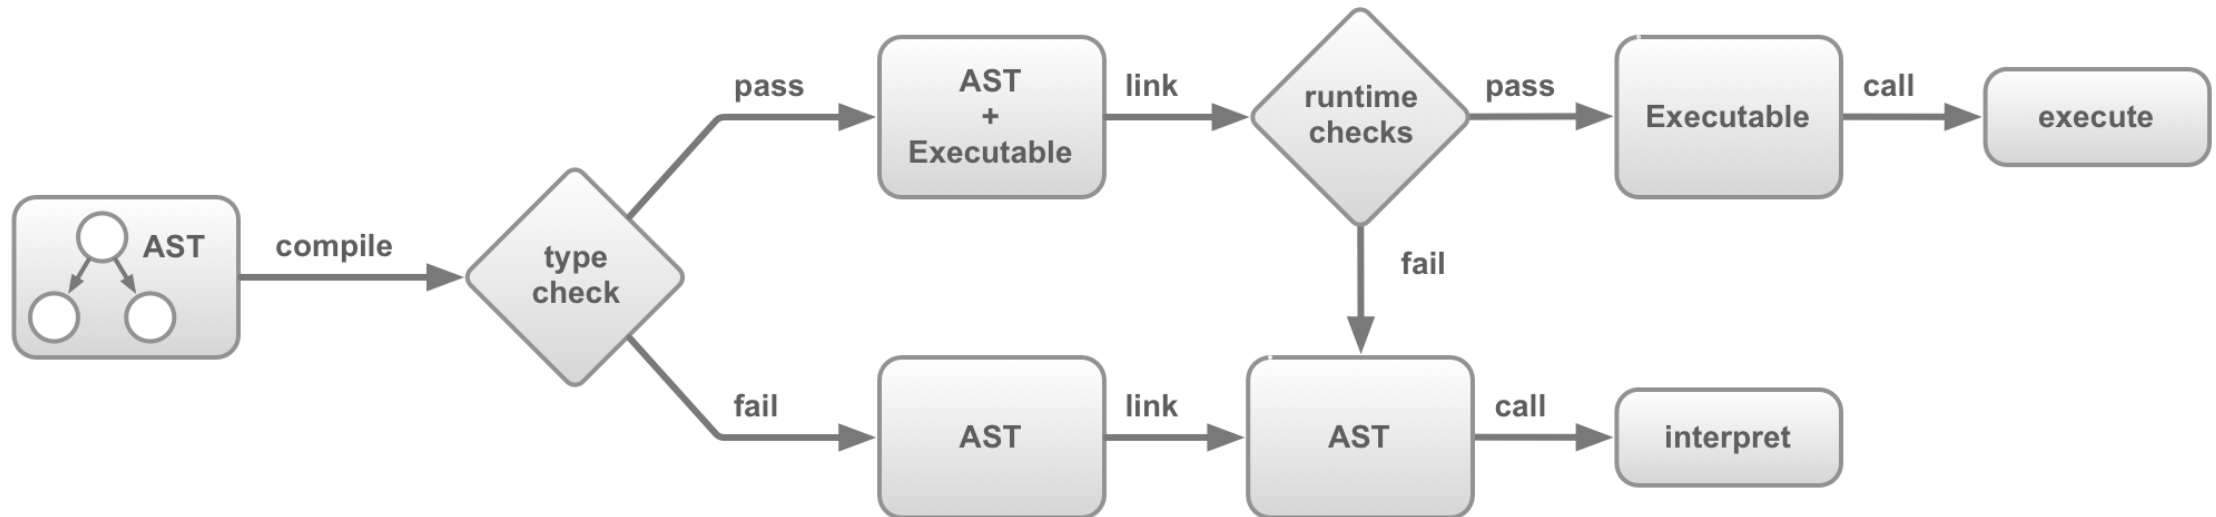 AST
compile
type
check
pass
AST
+
Executable
link
runtime
checks
pass
Executable
call
execute
fail
fail
AST
link
AST
call
interpret